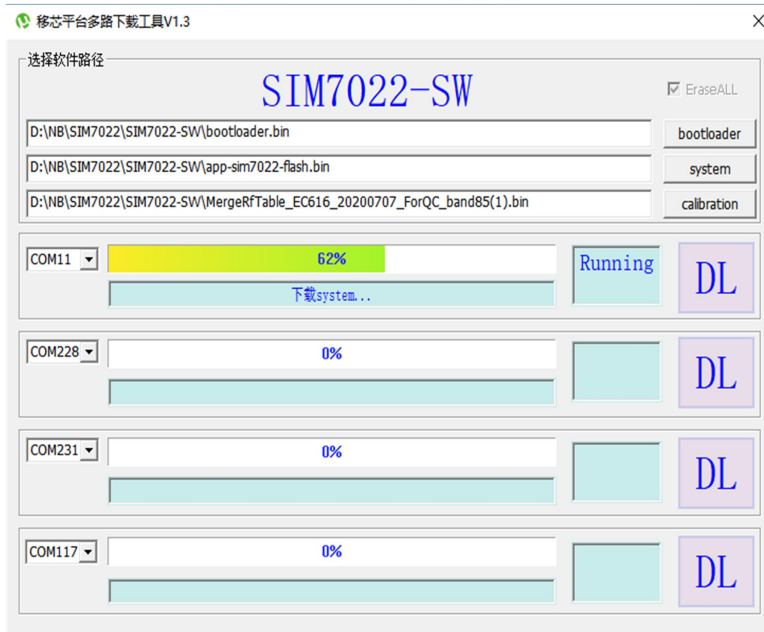 移芯平台多路下载工具V1.3
选择软件路径
SIM7022-SW
EraseALL
D:\NB\SIM7022\SIM7022-SW\bootloader.bin
bootloader
D:\NB\SIM7022\SIM7022-SW\app-sim7022-flash.bin
system
D:\NB\SIM7022\SIM7022-SW\MergeRfTable_EC616_20200707_ForQC_band85(1).bin
calibration
COM11
62%
Running
DL
下载system...
COM228
0%
DL
COM231
0%
DL
COM117
0%
DL